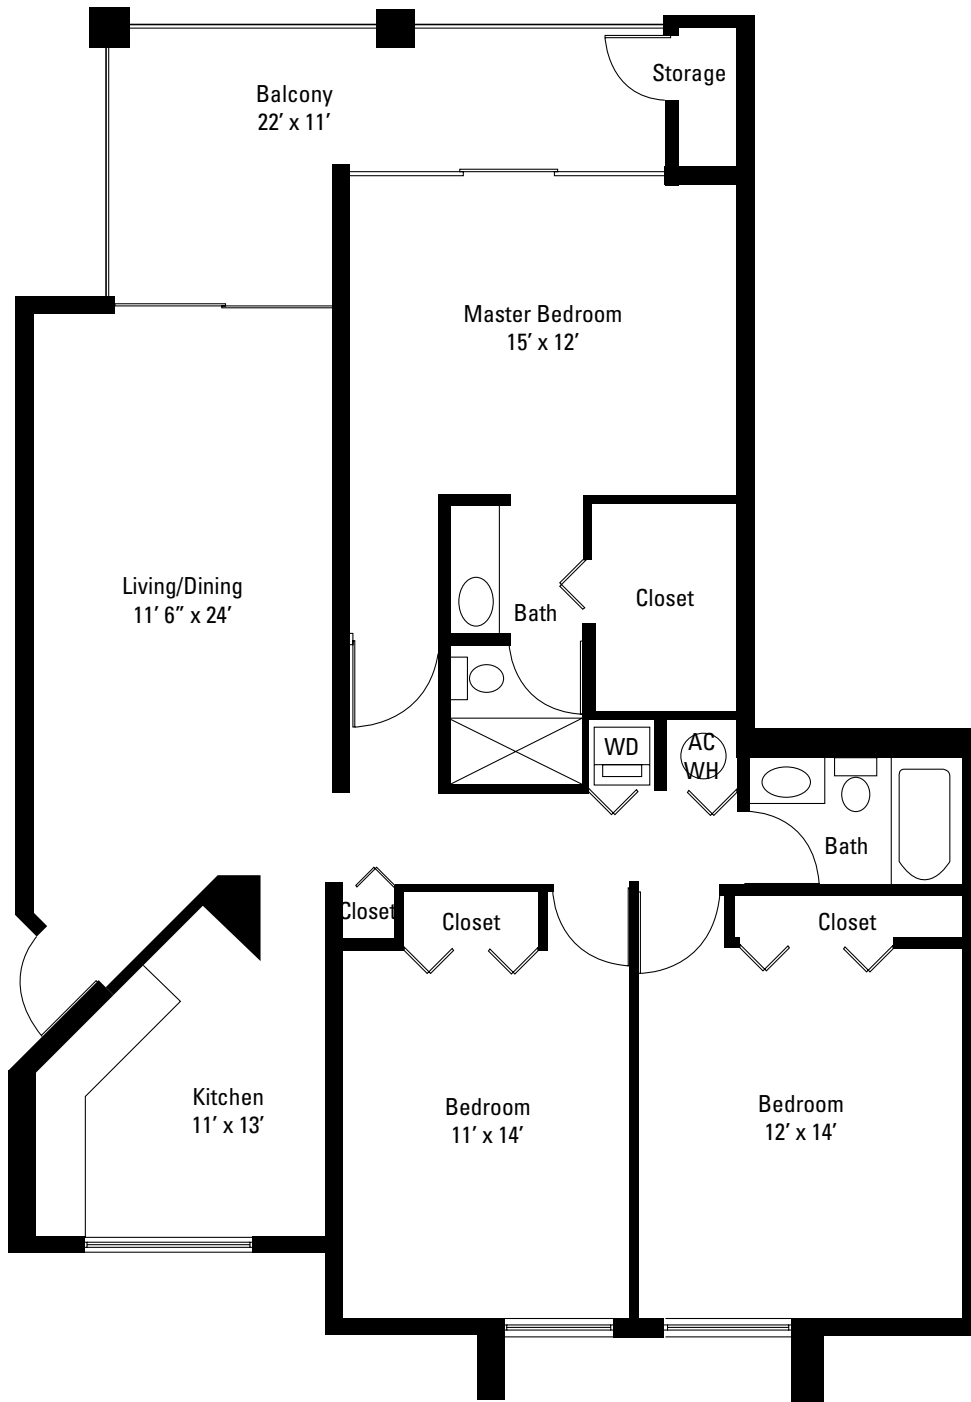 Storage
Balcony
22’ x 11’
Master Bedroom
15’ x 12’
Living/Dining
11’ 6” x 24’
Bath
Closet
WD
AC
WH
Bath
Closet
Closet
Closet
Kitchen
11’ x 13’
Bedroom
11’ x 14’
Bedroom
12’ x 14’